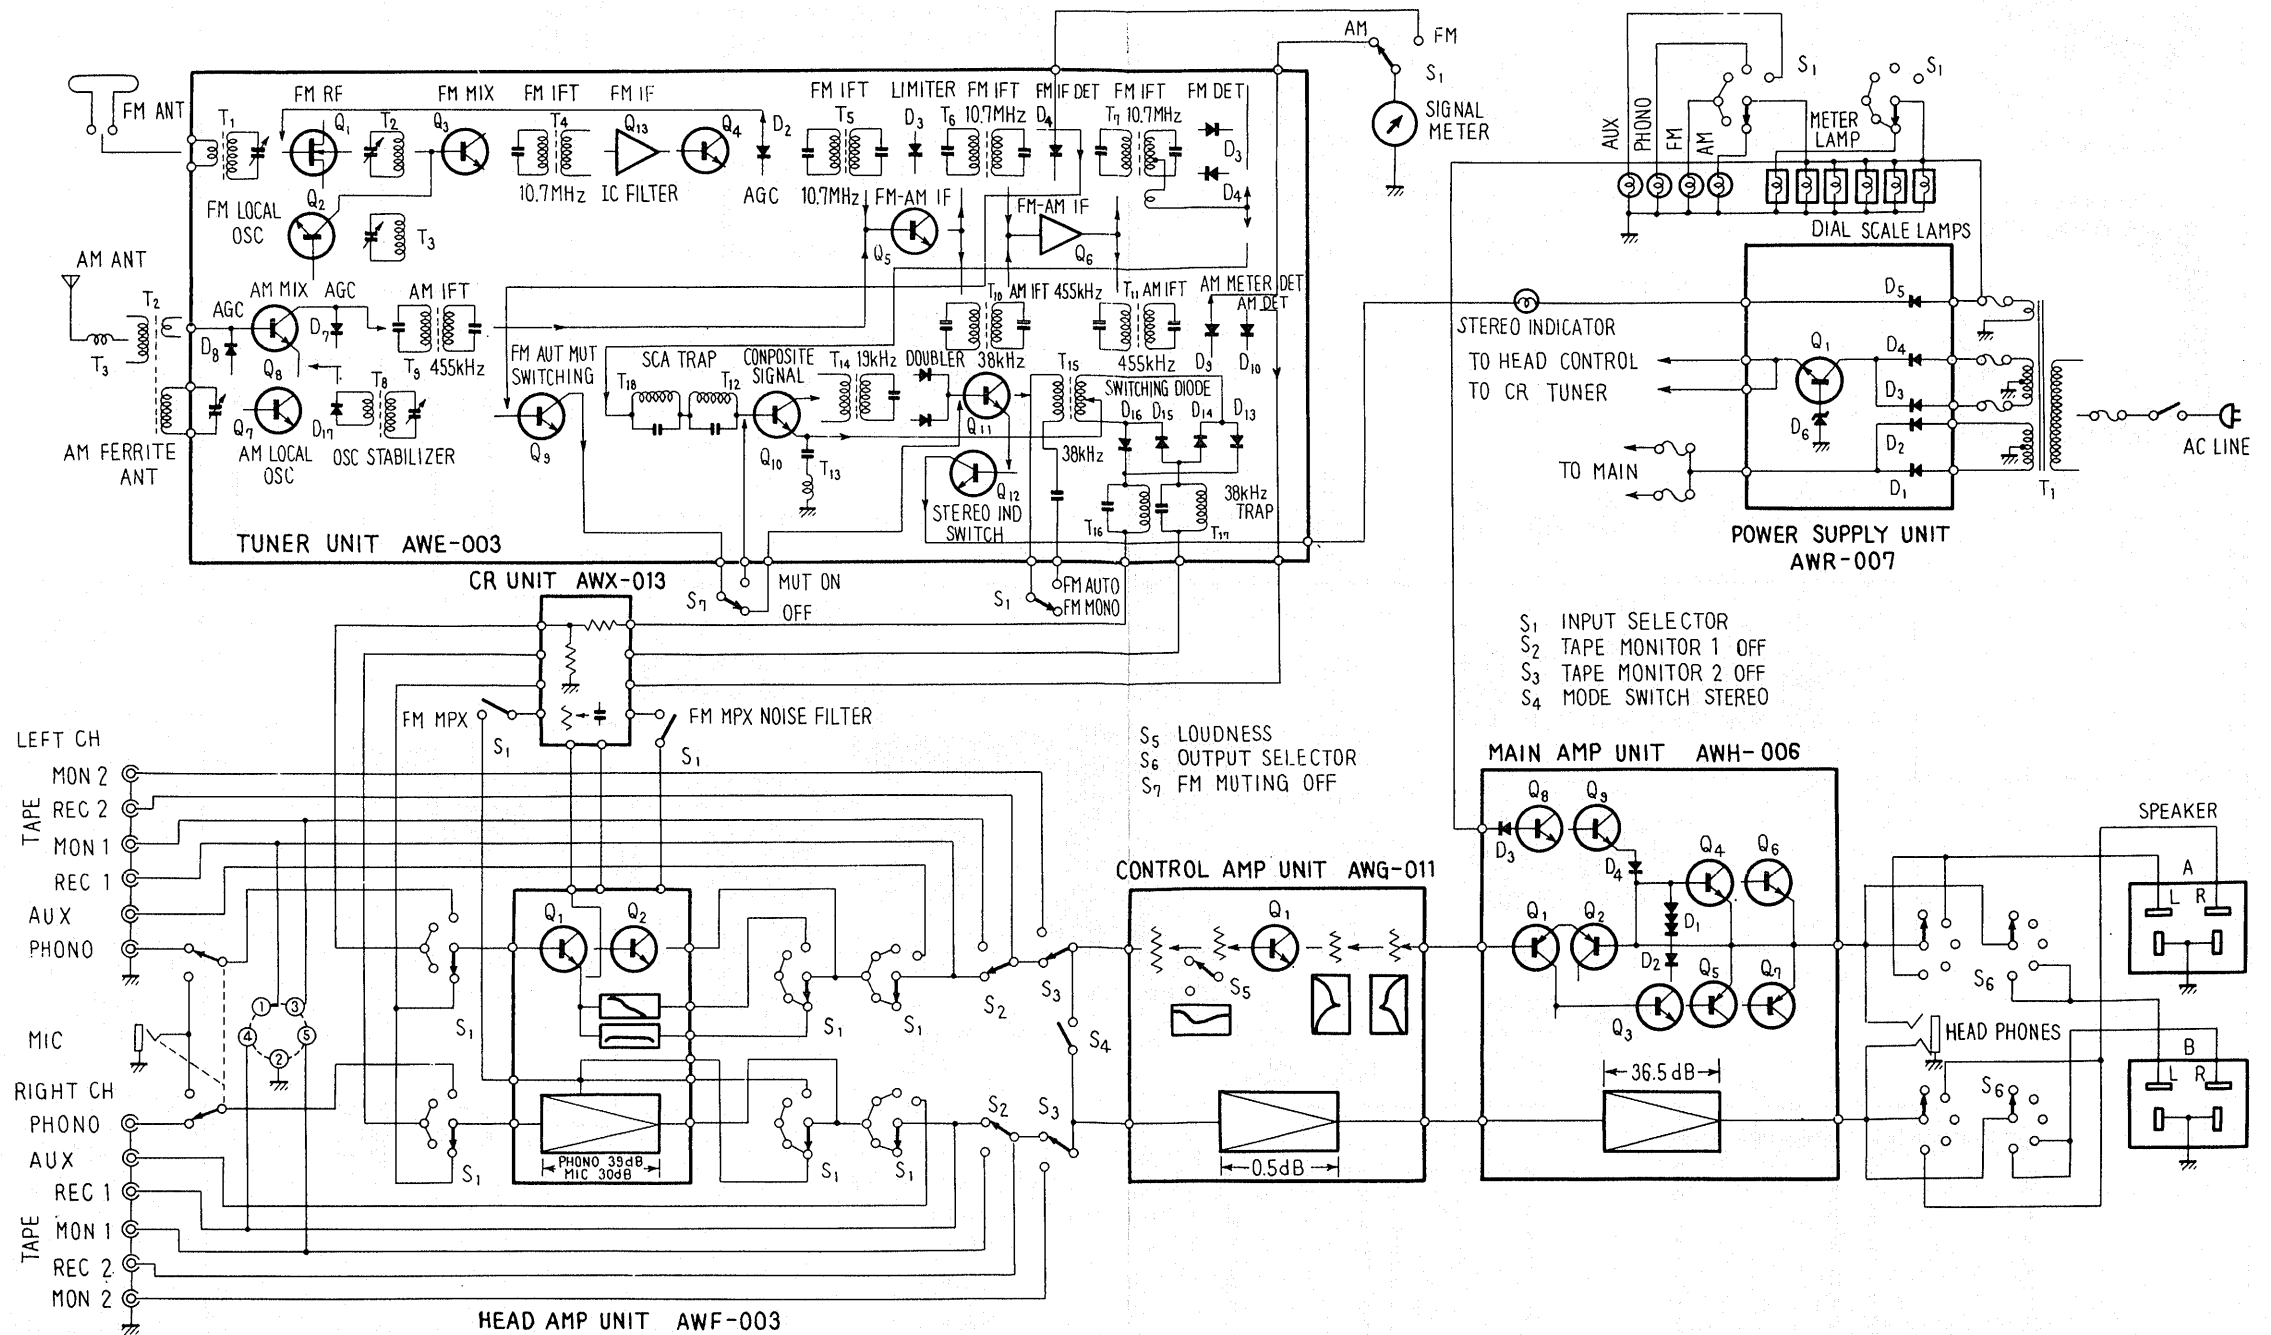 AM
FM
S1
S1
S1
SIGNAL METER
AUX
PHONO
FM
AM
METER LAMP
DIAL SCALE LAMPS
FM ANT
T1
FM RF
Q1
T2
FM MIX
Q3
FM IFT
T4
10.7MHz
FM IF
Q13
IC FILTER
Q4
D2
AGC
FM IFT
T5
10.7MHz
LIMITER
D3
FM IFT
T6 10.7MHz
FM IF DET
D4
FM IFT
T7 10.7MHz
FM DET
D3
D4
FM LOCAL OSC
Q2
T3
FM-AM IF
Q5
FM-AM IF
Q6
AM ANT
T2
T3
AM FERRITE ANT
AGC
D8
AM MIX
Q8
AGC
D7
AM IFT
T9
455kHz
Q7
AM LOCAL OSC
D17
T8
OSC STABILIZER
FM AUT MUT SWITCHING
Q9
SCA TRAP
T18
T12
CONPOSITE SIGNAL
Q10
T13
T14
19kHz
DOUBLER
38kHz
Q11
T10 AM IFT 455kHz
T11 AM IFT
455kHz
AM METER DET
AM DET
D9
D10
T15
38kHz
SWITCHING DIODE
D16
D15
D14
D13
Q12
STEREO IND SWITCH
T16
T17
38kHz TRAP
TUNER UNIT AWE-003
STEREO INDICATOR
TO HEAD CONTROL
TO CR TUNER
TO MAIN
Q1
D6
D5
D4
D3
D2
D1
T1
AC LINE
POWER SUPPLY UNIT
AWR-007
CR UNIT AWX-013
S7
MUT ON
OFF
S1
FM AUTO
FM MONO
FM MPX
S1
FM MPX NOISE FILTER
S1
S1 INPUT SELECTOR
S2 TAPE MONITOR 1 OFF
S3 TAPE MONITOR 2 OFF
S4 MODE SWITCH STEREO
S5 LOUDNESS
S6 OUTPUT SELECTOR
S7 FM MUTING OFF
LEFT CH
TAPE
MON 2
REC 2
MON 1
REC 1
AUX
PHONO
MIC
1
3
4
5
2
RIGHT CH
PHONO
AUX
TAPE
REC 1
MON 1
REC 2
MON 2
Q1
Q2
S1
S1
S1
S1
S1
S1
S2
S3
S4
S2
S3
PHONO 39dB
MIC 30dB
HEAD AMP UNIT AWF-003
CONTROL AMP UNIT AWG-011
Q1
S5
0.5dB
MAIN AMP UNIT AWH-006
Q8
Q9
D3
D4
Q4
Q6
Q1
Q2
D1
D2
Q5
Q7
Q3
36.5dB
SPEAKER
A
L
R
S6
HEAD PHONES
B
L
R
S6